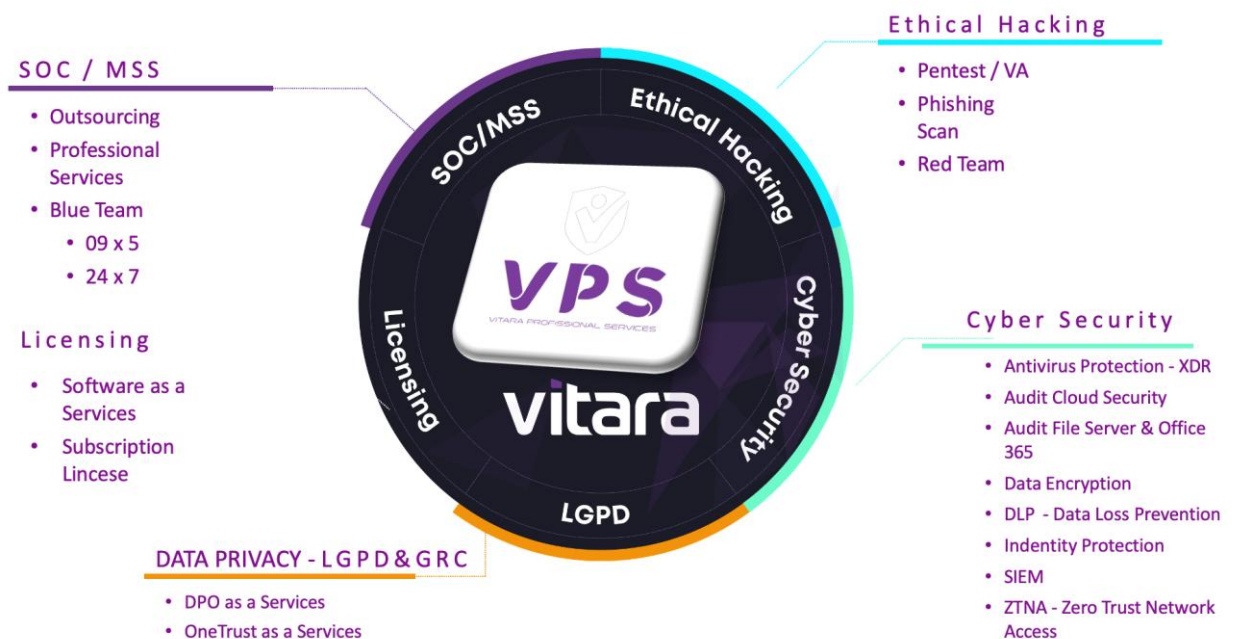 SOC / MSS
• Outsourcing
• Professional
Services
• Blue Team
• 09 x 5
• 24 x 7
Licensing
• Software as a
Services
• Subscription
Lincese
DATA PRIVACY - LGPD & GRC
• DPO as a Services
• OneTrust as a Services
SOC/MSS
Ethical Hacking
Cyber Security
LGPD
Licensing
VPS
VITARA PROFISSIONAL SERVICES
vitara
Ethical Hacking
• Pentest / VA
• Phishing
Scan
• Red Team
Cyber Security
• Antivirus Protection - XDR
• Audit Cloud Security
• Audit File Server & Office
365
• Data Encryption
• DLP - Data Loss Prevention
• Indentity Protection
• SIEM
• ZTNA - Zero Trust Network
Access